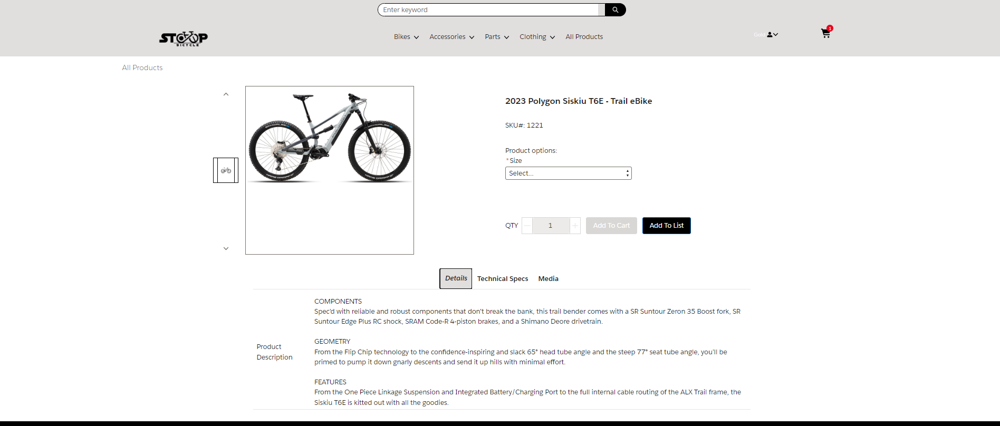 Enter keyword
STOOP
BICYCLE
Bikes Accessories Parts Clothing All Products
Gold
1
All Products
2023 Polygon Siskiu T6E - Trail eBike
SKU#: 1221
Product options:
*Size
Select...
QTY 1 Add To Cart Add To List
Details Technical Specs Media
Product
Description
COMPONENTS
Spec'd with reliable and robust components that don't break the bank, this trail bender comes with a SR Suntour Zeron 35 Boost fork, SR
Suntour Edge Plus RC shock, SRAM Code-R 4-piston brakes, and a Shimano Deore drivetrain.
GEOMETRY
From the Flip Chip technology to the confidence-inspiring and slack 65° head tube angle and the steep 77° seat tube angle, you'll be
primed to pump it down gnarly descents and send it up hills with minimal effort.
FEATURES
From the One Piece Linkage Suspension and Integrated Battery/Charging Port to the full internal cable routing of the ALX Trail frame, the
Siskiu T6E is kitted out with all the goodies.